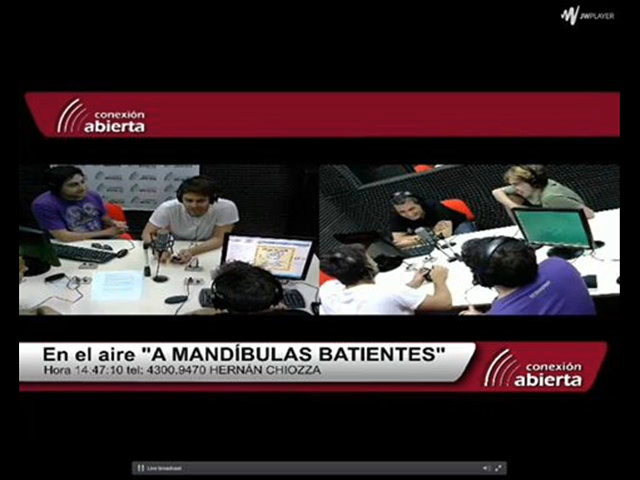 JWPLAYER
conexión
abierta
En el aire "A MANDÍBULAS BATIENTES"
Hora 14:47:10 tel: 4300.9470 HERNÁN CHIOZZA
conexión
abierta
Live broadcast